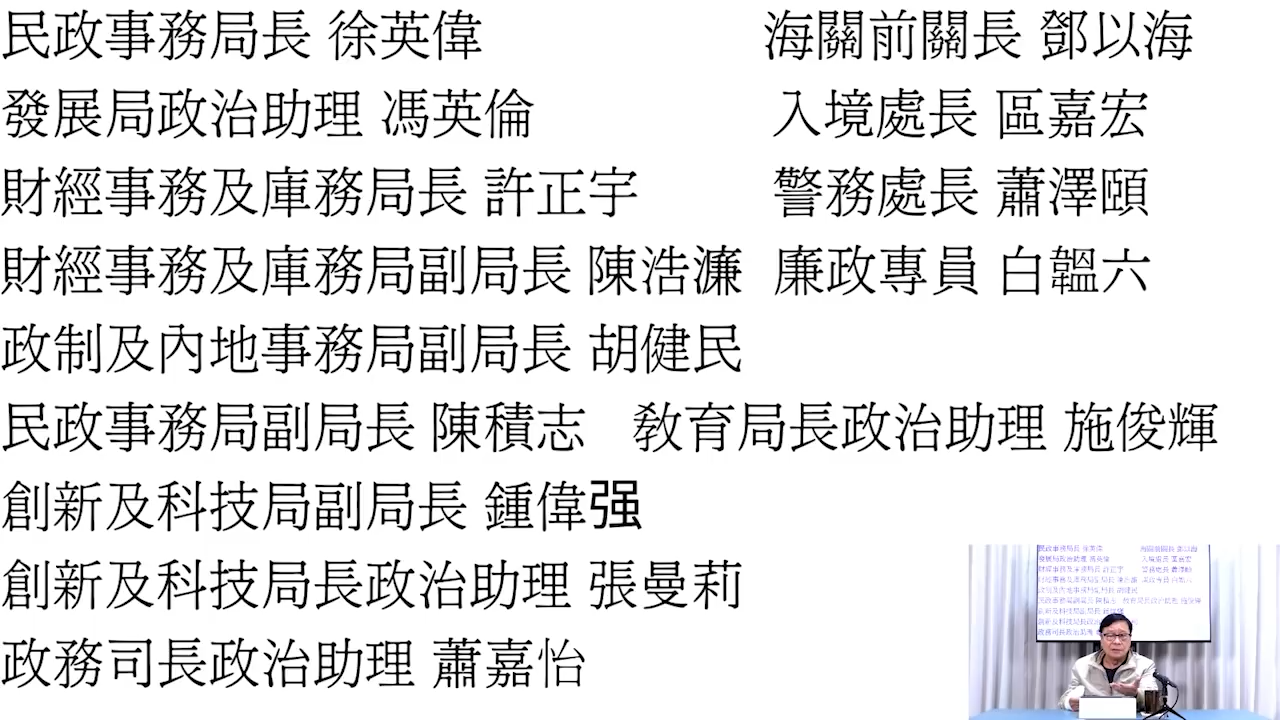 民政事務局長 徐英偉 海關前關長 鄧以海
發展局政治助理 馮英倫 入境處長 區嘉宏
財經事務及庫務局長 許正宇 警務處長 蕭澤頤
財經事務及庫務局副局長 陳浩濂 廉政專員 白韞六
政制及內地事務局副局長 胡健民
民政事務局副局長 陳積志 教育局長政治助理 施俊輝
創新及科技局副局長 鍾偉强
創新及科技局長政治助理 張曼莉
政務司長政治助理 蕭嘉怡